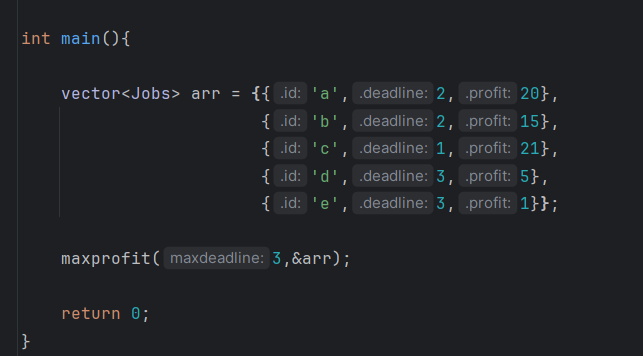 int main(){
vector<Jobs> arr = {{ .id: 'a', .deadline: 2, .profit: 20},
{ .id: 'b', .deadline: 2, .profit: 15},
{ .id: 'c', .deadline: 1, .profit: 21},
{ .id: 'd', .deadline: 3, .profit: 5},
{ .id: 'e', .deadline: 3, .profit: 1}};
maxprofit( maxdeadline: 3,&arr);
return 0;
}